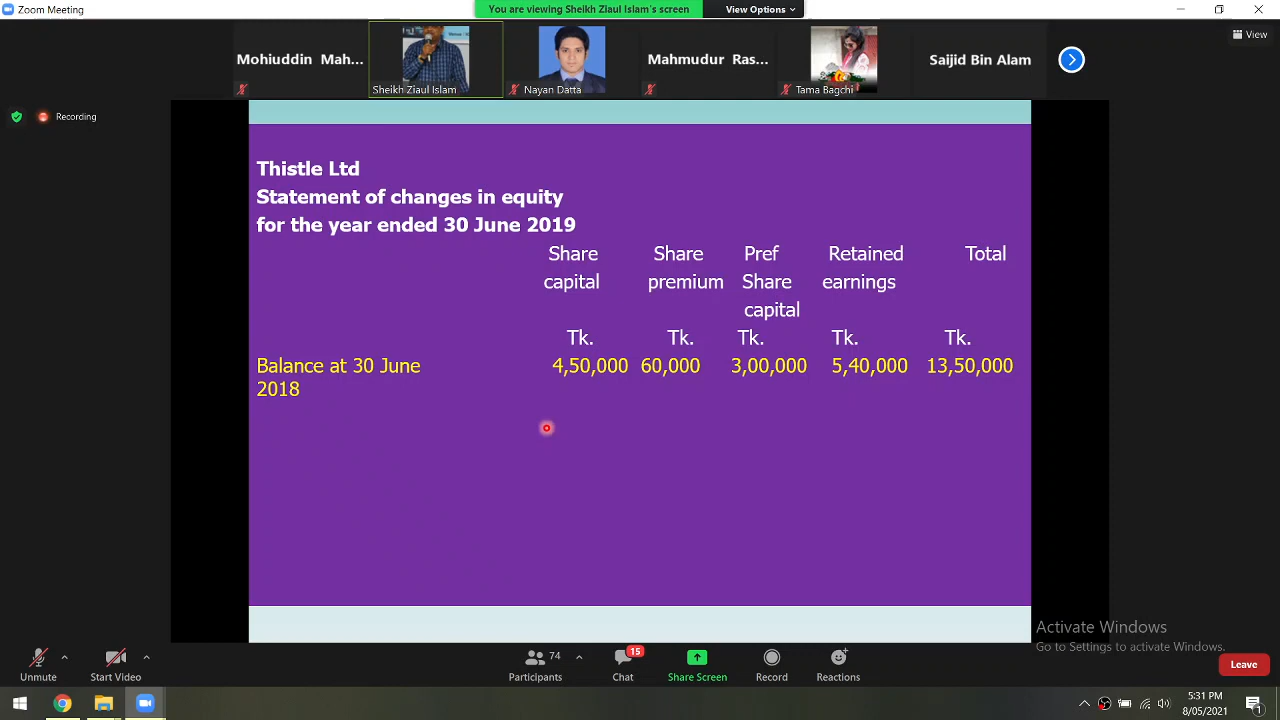 Zoom Meeting
You are viewing Sheikh Ziaul Islam's screen
View Options
View
Mohiuddin Mah...
Sheikh Ziaul Islam
Nayan Datta
Mahmudur Ras...
Tama Bagchi
Saijid Bin Alam
Recording
Thistle Ltd
Statement of changes in equity
for the year ended 30 June 2019
Share Share Pref Retained Total
capital premium Share earnings
capital
Tk. Tk. Tk. Tk. Tk.
Balance at 30 June 4,50,000 60,000 3,00,000 5,40,000 13,50,000
2018
Activate Windows
Go to Settings to activate Windows.
15
74
Unmute Start Video Participants Chat Share Screen Record Reactions Leave
5:31 PM
8/05/2021
1